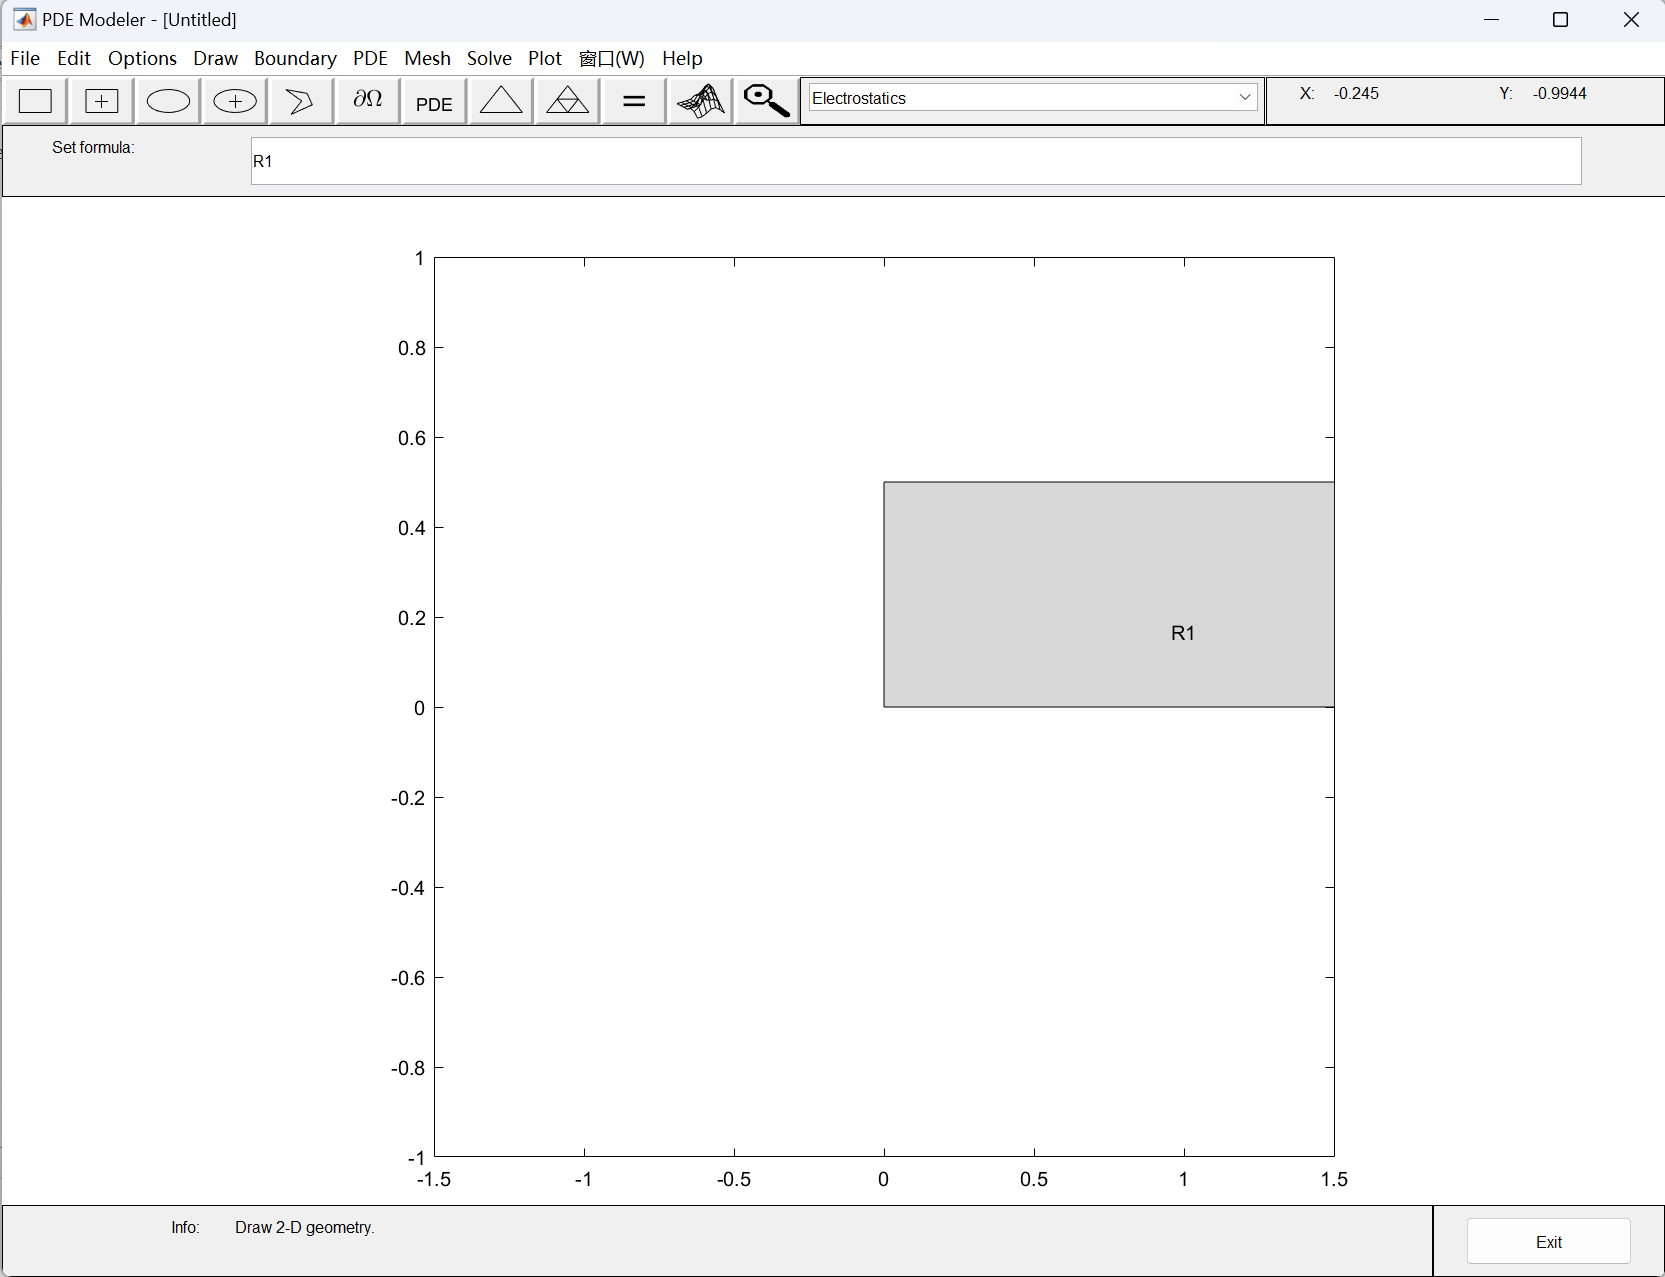 PDE Modeler - [Untitled]
File Edit Options Draw Boundary PDE Mesh Solve Plot 窗口(W) Help
∂Ω PDE = Electrostatics X: -0.245 Y: -0.9944
Set formula: R1
1
0.8
0.6
0.4
0.2
R1
0
-0.2
-0.4
-0.6
-0.8
-1
-1.5 -1 -0.5 0 0.5 1 1.5
Info: Draw 2-D geometry.
Exit